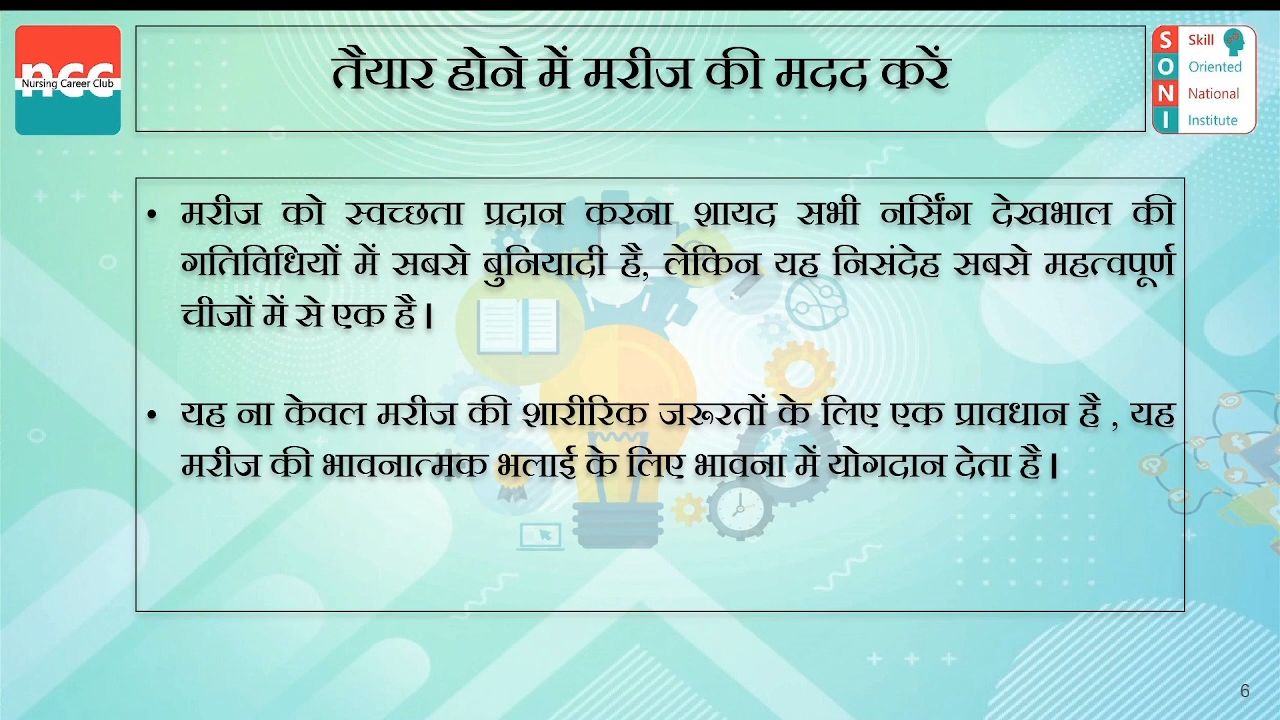 ncc
Nursing Career Club
तैयार होने में मरीज की मदद करें
S Skill
O Oriented
N National
I Institute
• मरीज को स्वच्छता प्रदान करना शायद सभी नर्सिंग देखभाल की
गतिविधियों में सबसे बुनियादी है, लेकिन यह निसंदेह सबसे महत्वपूर्ण
चीजों में से एक है।
• यह ना केवल मरीज की शारीरिक जरूरतों के लिए एक प्रावधान है , यह
मरीज की भावनात्मक भलाई के लिए भावना में योगदान देता है।
6